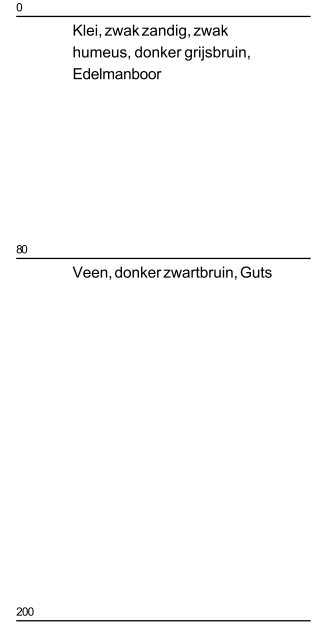 0
Klei, zwak zandig, zwak
humeus, donker grijsbruin,
Edelmanboor
80
Veen, donker zwartbruin, Guts
200